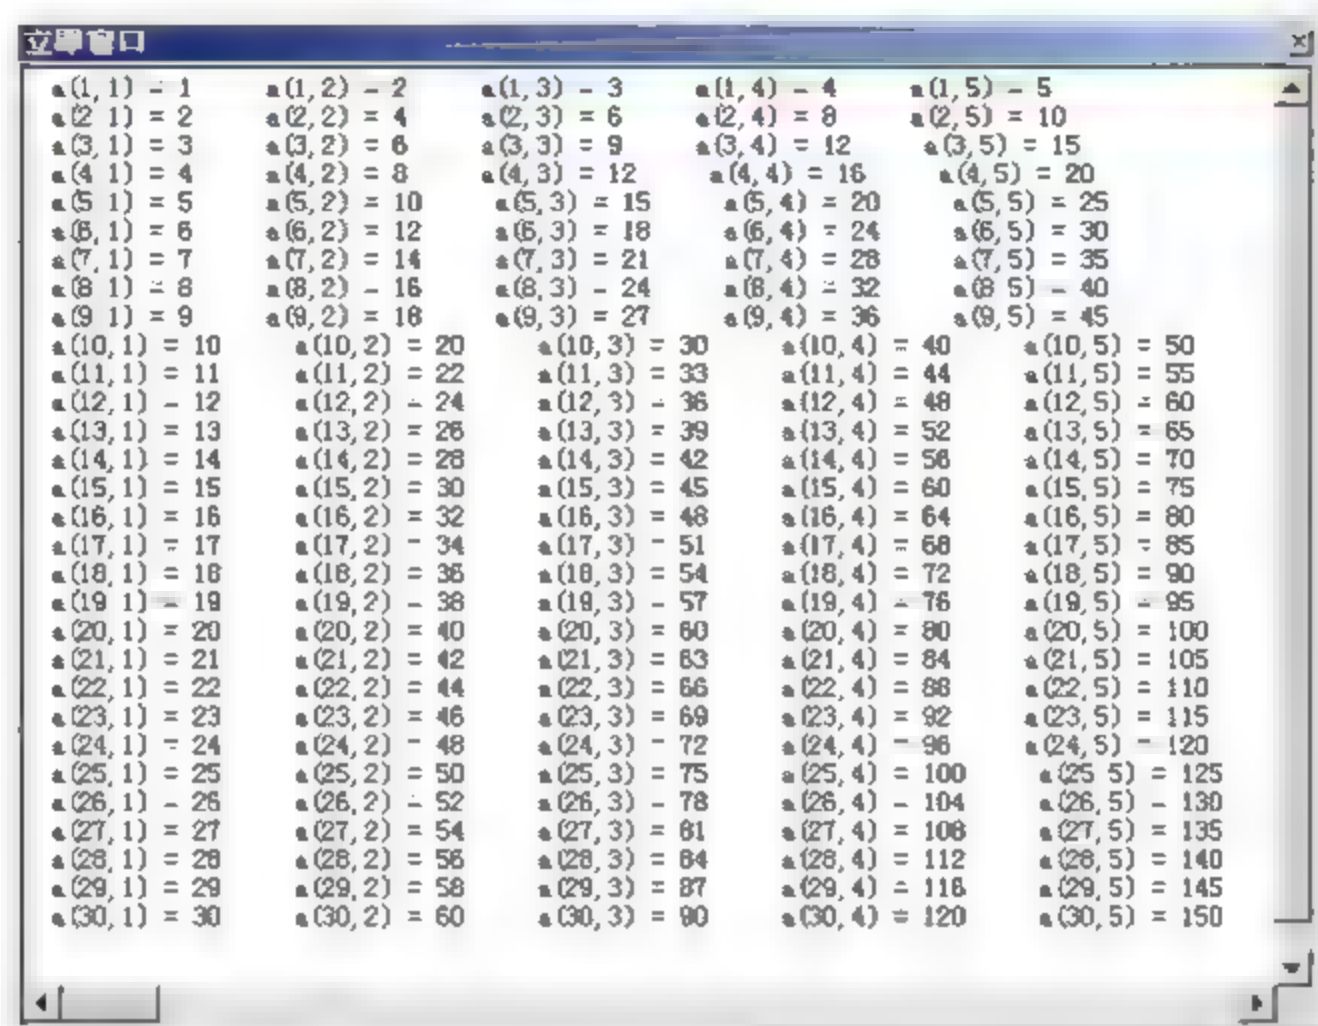 立即窗口
a(1, 1) = 1 a(1, 2) = 2 a(1, 3) = 3 a(1, 4) = 4 a(1, 5) = 5
a(2, 1) = 2 a(2, 2) = 4 a(2, 3) = 6 a(2, 4) = 8 a(2, 5) = 10
a(3, 1) = 3 a(3, 2) = 6 a(3, 3) = 9 a(3, 4) = 12 a(3, 5) = 15
a(4, 1) = 4 a(4, 2) = 8 a(4, 3) = 12 a(4, 4) = 16 a(4, 5) = 20
a(5, 1) = 5 a(5, 2) = 10 a(5, 3) = 15 a(5, 4) = 20 a(5, 5) = 25
a(6, 1) = 6 a(6, 2) = 12 a(6, 3) = 18 a(6, 4) = 24 a(6, 5) = 30
a(7, 1) = 7 a(7, 2) = 14 a(7, 3) = 21 a(7, 4) = 28 a(7, 5) = 35
a(8, 1) = 8 a(8, 2) = 16 a(8, 3) = 24 a(8, 4) = 32 a(8, 5) = 40
a(9, 1) = 9 a(9, 2) = 18 a(9, 3) = 27 a(9, 4) = 36 a(9, 5) = 45
a(10, 1) = 10 a(10, 2) = 20 a(10, 3) = 30 a(10, 4) = 40 a(10, 5) = 50
a(11, 1) = 11 a(11, 2) = 22 a(11, 3) = 33 a(11, 4) = 44 a(11, 5) = 55
a(12, 1) = 12 a(12, 2) = 24 a(12, 3) = 36 a(12, 4) = 48 a(12, 5) = 60
a(13, 1) = 13 a(13, 2) = 26 a(13, 3) = 39 a(13, 4) = 52 a(13, 5) = 65
a(14, 1) = 14 a(14, 2) = 28 a(14, 3) = 42 a(14, 4) = 56 a(14, 5) = 70
a(15, 1) = 15 a(15, 2) = 30 a(15, 3) = 45 a(15, 4) = 60 a(15, 5) = 75
a(16, 1) = 16 a(16, 2) = 32 a(16, 3) = 48 a(16, 4) = 64 a(16, 5) = 80
a(17, 1) = 17 a(17, 2) = 34 a(17, 3) = 51 a(17, 4) = 68 a(17, 5) = 85
a(18, 1) = 18 a(18, 2) = 36 a(18, 3) = 54 a(18, 4) = 72 a(18, 5) = 90
a(19, 1) = 19 a(19, 2) = 38 a(19, 3) = 57 a(19, 4) = 76 a(19, 5) = 95
a(20, 1) = 20 a(20, 2) = 40 a(20, 3) = 60 a(20, 4) = 80 a(20, 5) = 100
a(21, 1) = 21 a(21, 2) = 42 a(21, 3) = 63 a(21, 4) = 84 a(21, 5) = 105
a(22, 1) = 22 a(22, 2) = 44 a(22, 3) = 66 a(22, 4) = 88 a(22, 5) = 110
a(23, 1) = 23 a(23, 2) = 46 a(23, 3) = 69 a(23, 4) = 92 a(23, 5) = 115
a(24, 1) = 24 a(24, 2) = 48 a(24, 3) = 72 a(24, 4) = 96 a(24, 5) = 120
a(25, 1) = 25 a(25, 2) = 50 a(25, 3) = 75 a(25, 4) = 100 a(25, 5) = 125
a(26, 1) = 26 a(26, 2) = 52 a(26, 3) = 78 a(26, 4) = 104 a(26, 5) = 130
a(27, 1) = 27 a(27, 2) = 54 a(27, 3) = 81 a(27, 4) = 108 a(27, 5) = 135
a(28, 1) = 28 a(28, 2) = 56 a(28, 3) = 84 a(28, 4) = 112 a(28, 5) = 140
a(29, 1) = 29 a(29, 2) = 58 a(29, 3) = 87 a(29, 4) = 116 a(29, 5) = 145
a(30, 1) = 30 a(30, 2) = 60 a(30, 3) = 90 a(30, 4) = 120 a(30, 5) = 150